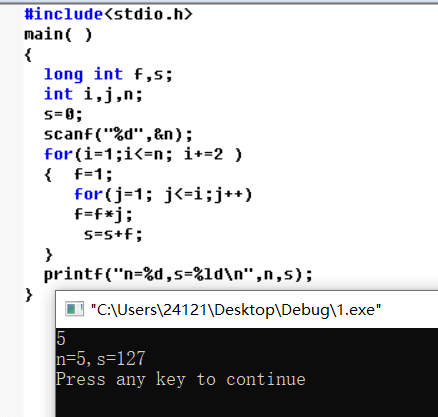 #include<stdio.h>
main( )
{
long int f,s;
int i,j,n;
s=0;
scanf("%d",&n);
for(i=1;i<=n; i+=2 )
{ f=1;
for(j=1; j<=i;j++)
f=f*j;
s=s+f;
}
printf("n=%d,s=%ld\n",n,s);
}
"C:\Users\24121\Desktop\Debug\1.exe"
5
n=5,s=127
Press any key to continue